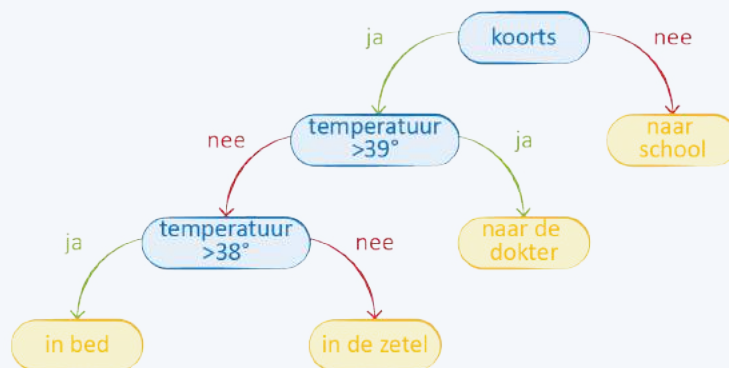 ja
koorts
nee
nee
temperatuur
>39°
ja
naar
school
ja
temperatuur
>38°
nee
naar de
dokter
in bed
in de zetel